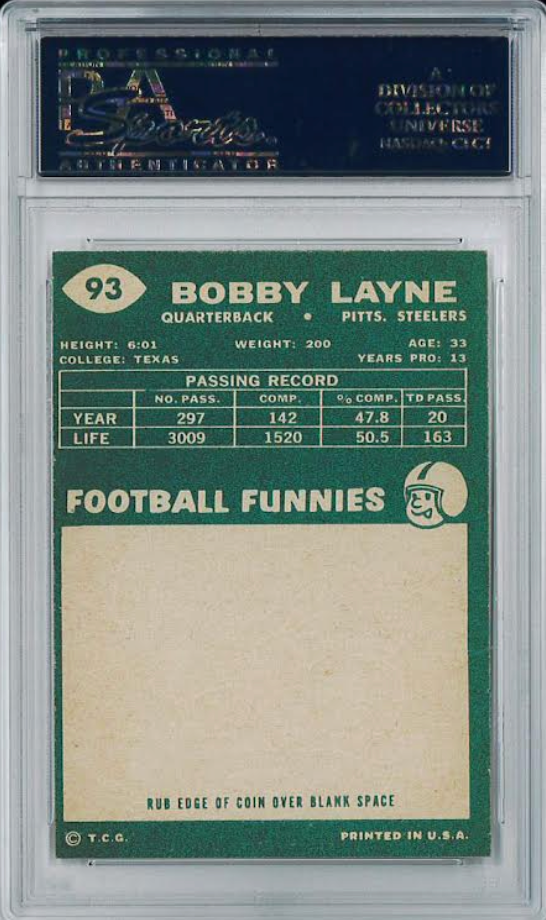 PROFESSIONAL
PSA
Sports
AUTHENTICATOR
A
DIVISION OF
COLLECTORS
UNIVERSE
NASDAQ: CLCT
93
BOBBY LAYNE
QUARTERBACK • PITTS. STEELERS
HEIGHT: 6:01 WEIGHT: 200 AGE: 33
COLLEGE: TEXAS YEARS PRO: 13
PASSING RECORD
NO. PASS. COMP. % COMP. TD PASS.
YEAR 297 142 47.8 20
LIFE 3009 1520 50.5 163
FOOTBALL FUNNIES
RUB EDGE OF COIN OVER BLANK SPACE
© T.C.G. PRINTED IN U.S.A.